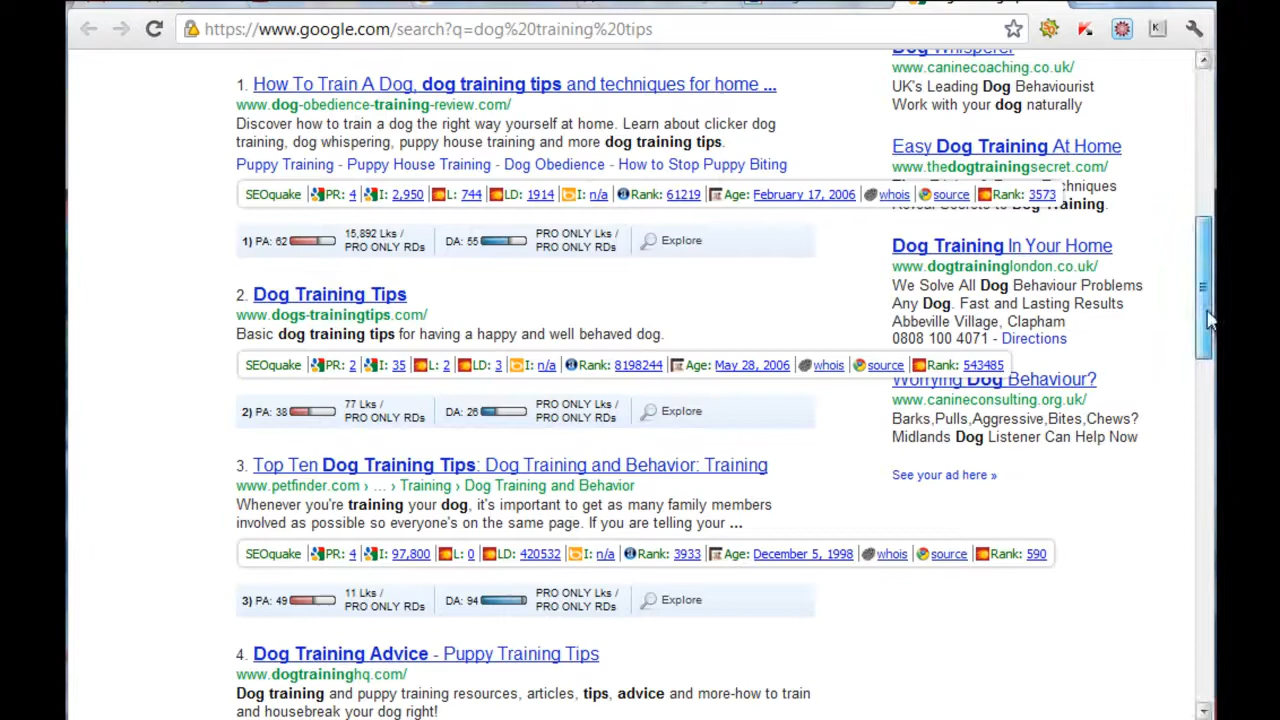 https://www.google.com/search?q=dog%20training%20tips
1. How To Train A Dog, dog training tips and techniques for home ...
www.dog-obedience-training-review.com/
Discover how to train a dog the right way yourself at home. Learn about clicker dog
training, dog whispering, puppy house training and more dog training tips.
Puppy Training - Puppy House Training - Dog Obedience - How to Stop Puppy Biting
SEOquake PR: 4 I: 2,950 L: 744 LD: 1914 I: n/a Rank: 61219 Age: February 17, 2006 whois source Rank: 3573
1) PA: 62 15,892 Lks / PRO ONLY RDs DA: 55 PRO ONLY Lks / PRO ONLY RDs Explore
2. Dog Training Tips
www.dogs-trainingtips.com/
Basic dog training tips for having a happy and well behaved dog.
SEOquake PR: 2 I: 35 L: 2 LD: 3 I: n/a Rank: 8198244 Age: May 28, 2006 whois source Rank: 543485
2) PA: 38 77 Lks / PRO ONLY RDs DA: 26 PRO ONLY Lks / PRO ONLY RDs Explore
3. Top Ten Dog Training Tips: Dog Training and Behavior: Training
www.petfinder.com › ... › Training › Dog Training and Behavior
Whenever you're training your dog, it's important to get as many family members
involved as possible so everyone's on the same page. If you are telling your ...
SEOquake PR: 4 I: 97,800 L: 0 LD: 420532 I: n/a Rank: 3933 Age: December 5, 1998 whois source Rank: 590
3) PA: 49 11 Lks / PRO ONLY RDs DA: 94 PRO ONLY Lks / PRO ONLY RDs Explore
4. Dog Training Advice - Puppy Training Tips
www.dogtraininghq.com/
Dog training and puppy training resources, articles, tips, advice and more-how to train
and housebreak your dog right!
Dog Whisperer
www.caninecoaching.co.uk/
UK's Leading Dog Behaviourist
Work with your dog naturally
Easy Dog Training At Home
www.thedogtrainingsecret.com/
Techniques
Reveal Secrets to Dog Training.
Dog Training In Your Home
www.dogtraininglondon.co.uk/
We Solve All Dog Behaviour Problems
Any Dog. Fast and Lasting Results
Abbeville Village, Clapham
0808 100 4071 - Directions
Worrying Dog Behaviour?
www.canineconsulting.org.uk/
Barks,Pulls,Aggressive,Bites,Chews?
Midlands Dog Listener Can Help Now
See your ad here »